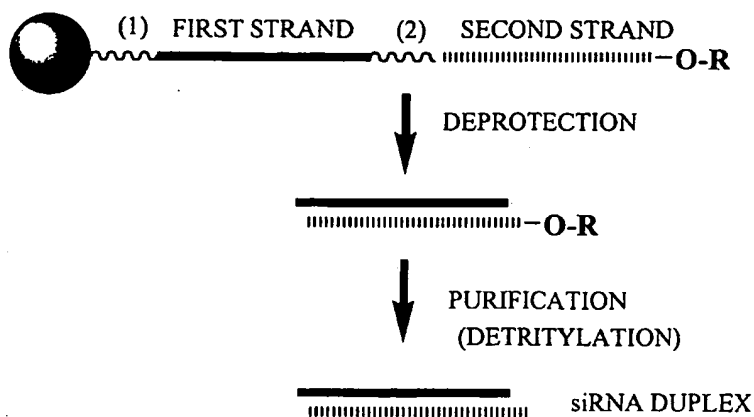 (1) FIRST STRAND (2) SECOND STRAND
O-R
DEPROTECTION
O-R
PURIFICATION
(DETRITYLATION)
siRNA DUPLEX